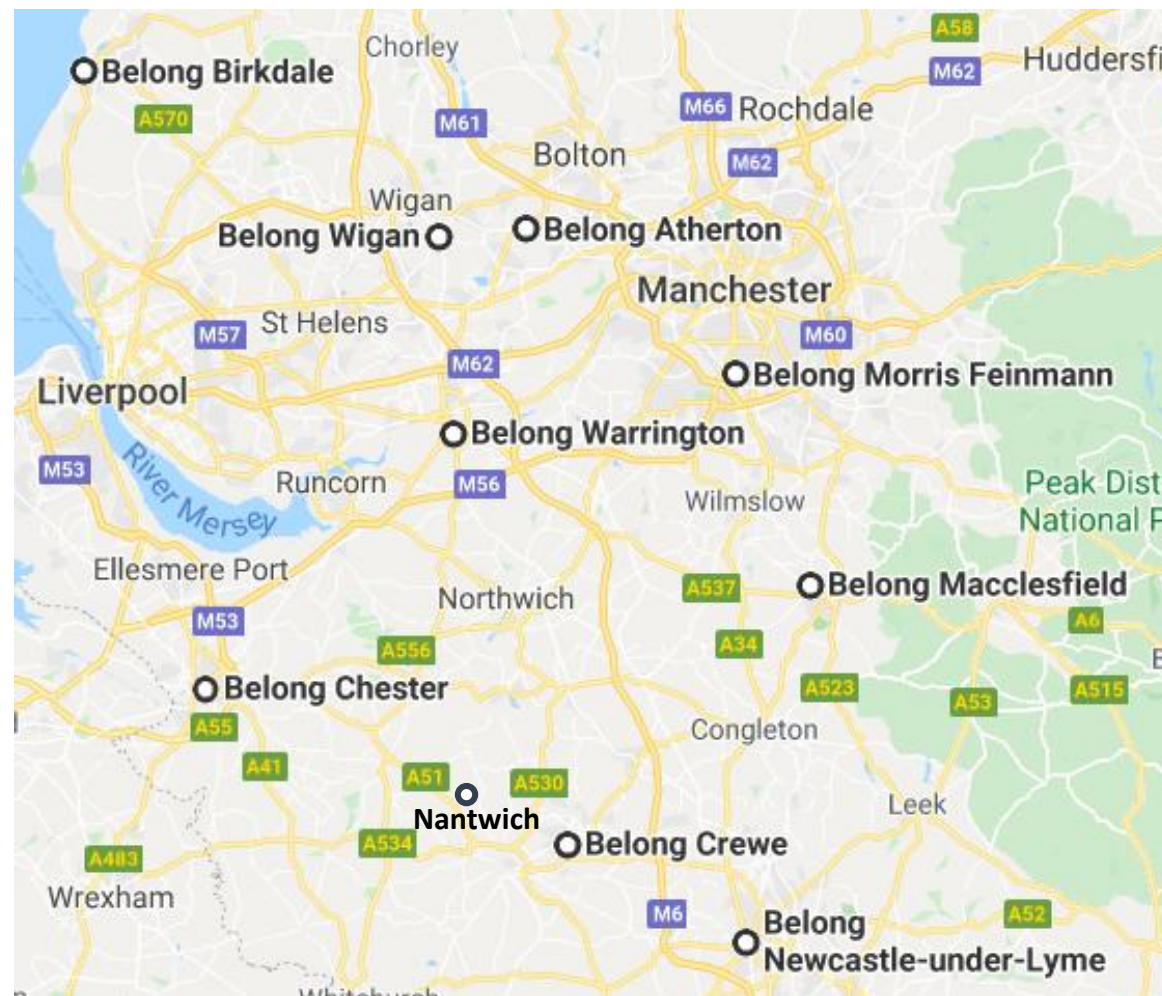 Chorley
A58
Belong Birkdale
M62
Huddersfi
A570
M61
M66
Rochdale
Bolton
M62
Wigan
Belong Wigan
Belong Atherton
Manchester
St Helens
M57
M60
M62
Belong Morris Feinmann
Liverpool
Belong Warrington
M53
River Mersey
Runcorn
M56
Wilmslow
Peak Dist
National P
Ellesmere Port
Northwich
A537
Belong Macclesfield
M53
A6
A556
A34
Belong Chester
A523
A53
A515
A55
Congleton
A41
A51
A530
Nantwich
Leek
A534
Belong Crewe
A483
Wrexham
M6
A52
Belong
Newcastle-under-Lyme